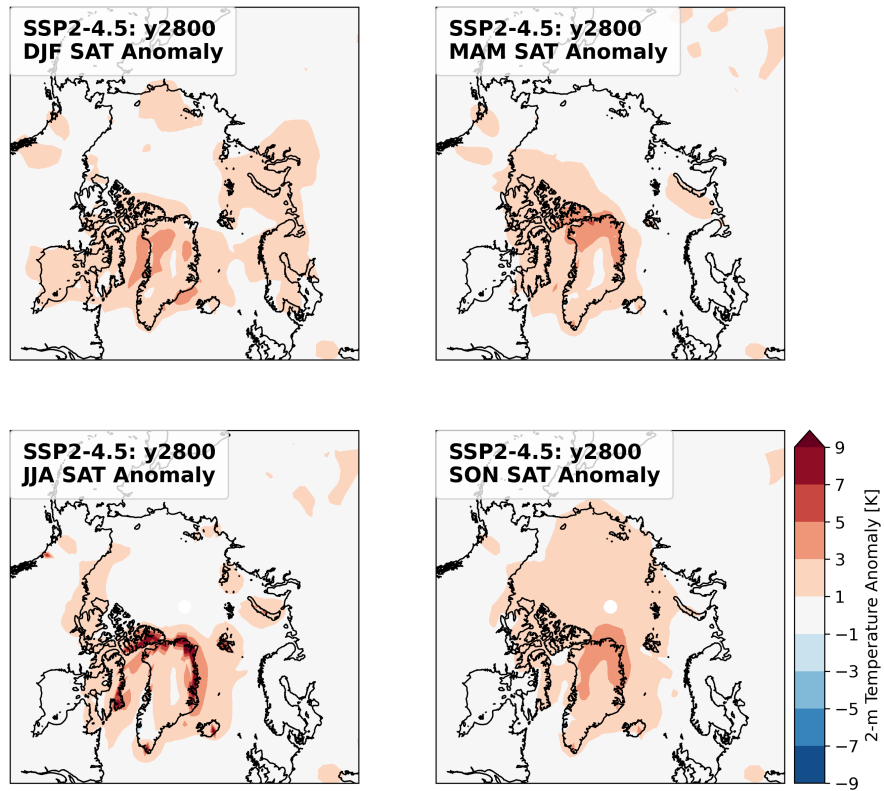 SSP2-4.5: y2800
DJF SAT Anomaly
SSP2-4.5: y2800
MAM SAT Anomaly
SSP2-4.5: y2800
JJA SAT Anomaly
SSP2-4.5: y2800
SON SAT Anomaly
9
7
5
3
1
−1
−3
−5
−7
−9
2-m Temperature Anomaly [K]